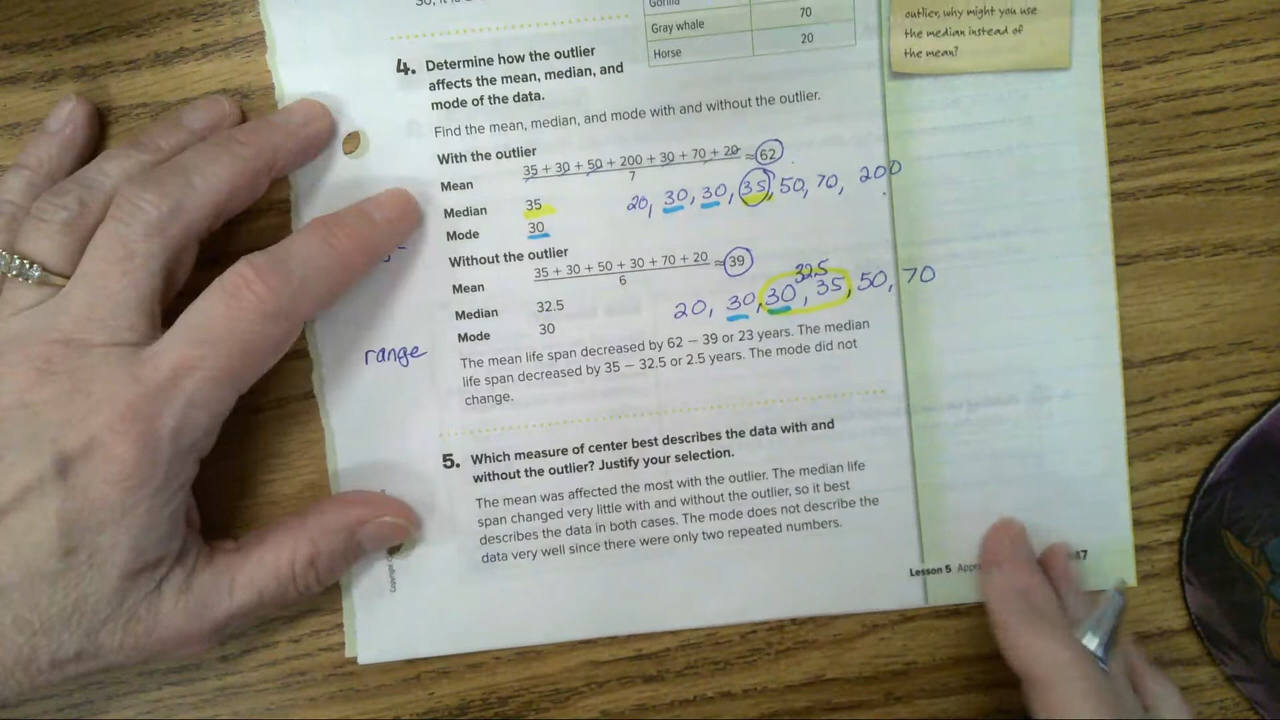 Gorilla
Gray whale 70
Horse 20
outlier, why might you use
the median instead of
the mean?
4. Determine how the outlier
affects the mean, median, and
mode of the data.
Find the mean, median, and mode with and without the outlier.
With the outlier
Mean 35 + 30 + 50 + 200 + 30 + 70 + 20 ≈ 62
7
Median 35 20, 30, 30, 35, 50, 70, 200
Mode 30
Without the outlier
Mean 35 + 30 + 50 + 30 + 70 + 20 ≈ 39
6
32.5
Median 32.5 20, 30, 30, 35, 50, 70
Mode 30
range
The mean life span decreased by 62 − 39 or 23 years. The median
life span decreased by 35 − 32.5 or 2.5 years. The mode did not
change.
5. Which measure of center best describes the data with and
without the outlier? Justify your selection.
The mean was affected the most with the outlier. The median life
span changed very little with and without the outlier, so it best
describes the data in both cases. The mode does not describe the
data very well since there were only two repeated numbers.
Lesson 5